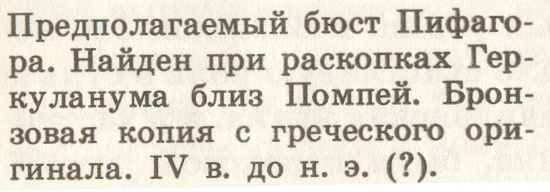 Предполагаемый бюст Пифаго-
ра. Найден при раскопках Гер-
куланума близ Помпей. Брон-
зовая копия с греческого ори-
гинала. IV в. до н. э. (?).